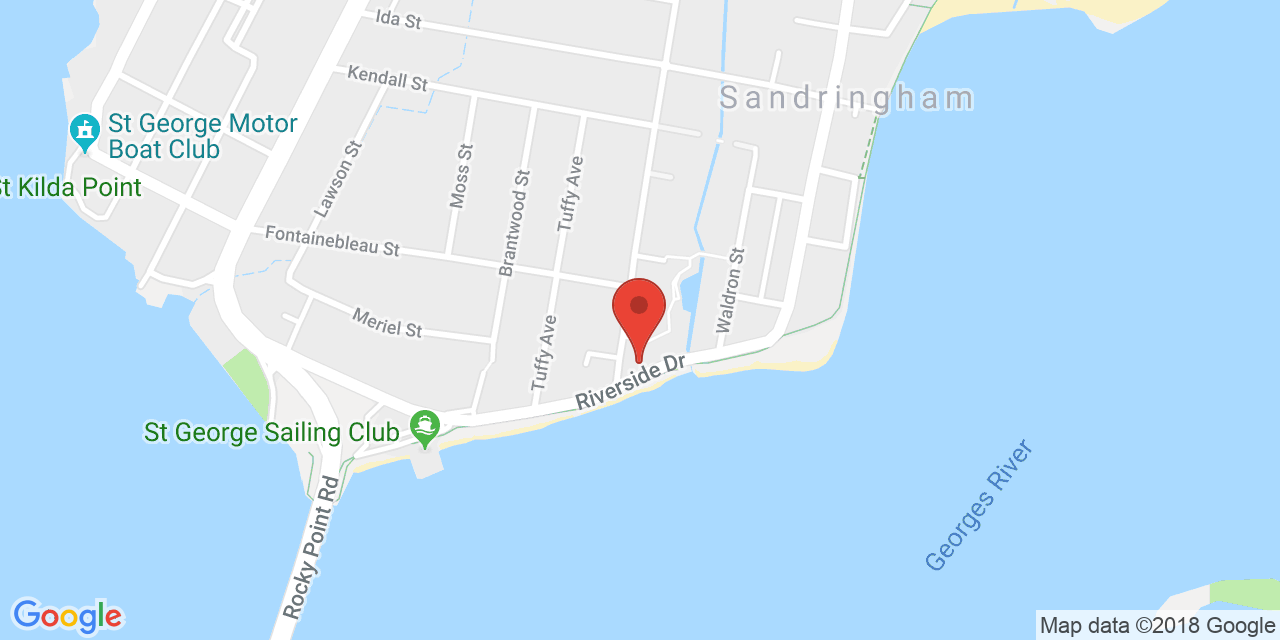 Ida St
Kendall St
Sandringham
St George Motor
Boat Club
St Kilda Point
Lawson St
Moss St
Brantwood St
Tuffy Ave
Fontainebleau St
Waldron St
Meriel St
Tuffy Ave
Riverside Dr
St George Sailing Club
Rocky Point Rd
Georges River
Google
Map data ©2018 Google